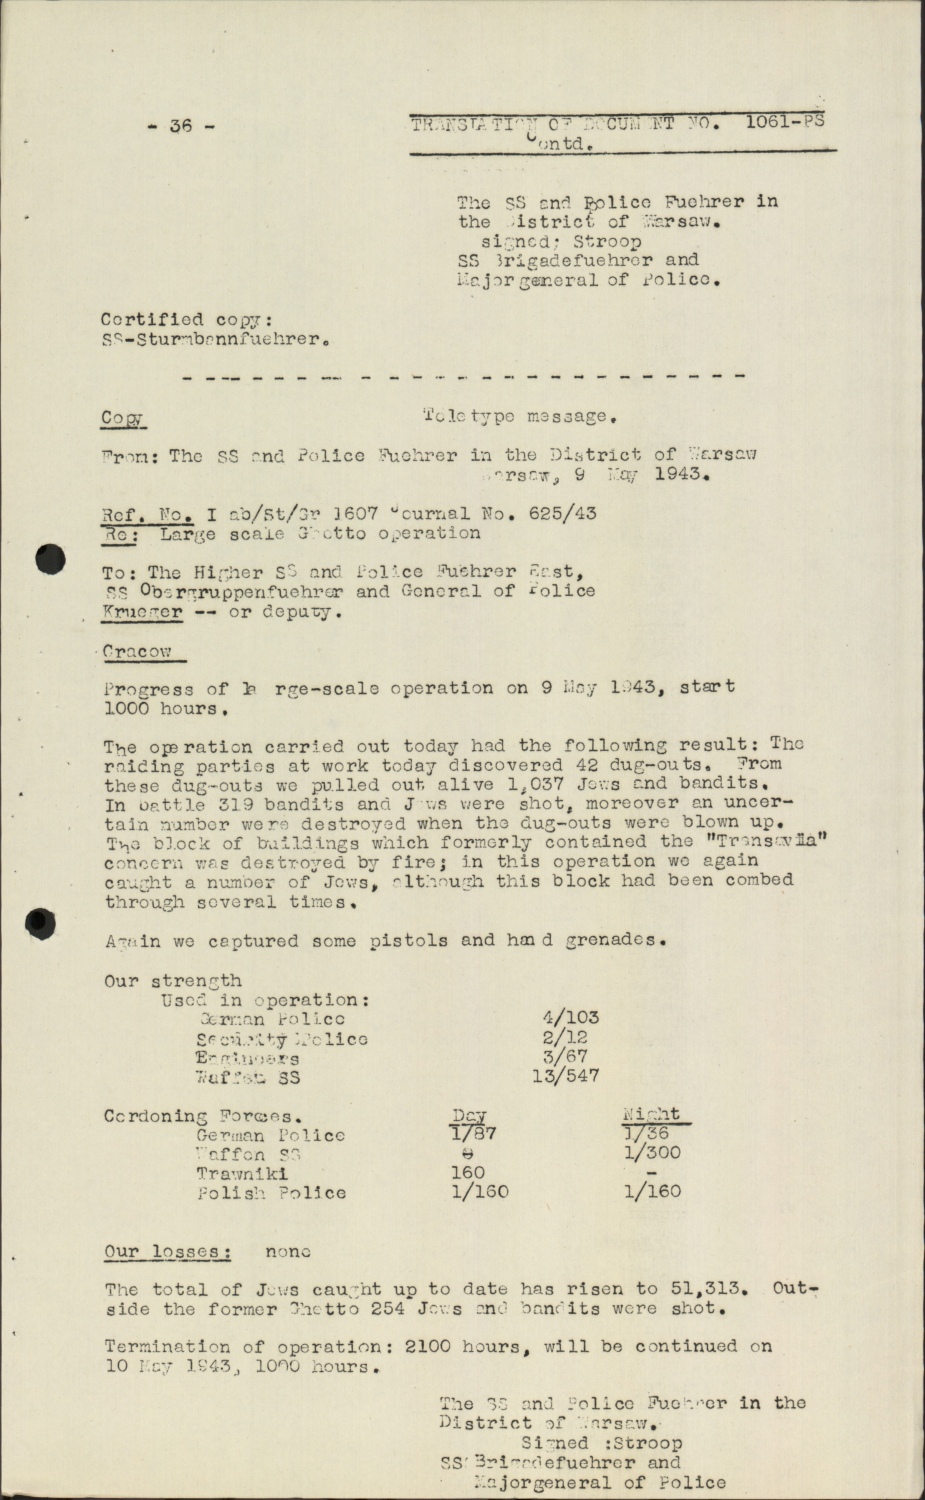 - 36 -
TRANSLATION OF DOCUMENT NO. 1061-PS
Contd.
The SS and Police Fuehrer in
the District of Warsaw.
signed: Stroop
SS Brigadefuehrer and
Majorgeneral of Police.
Certified copy:
SS-Sturmbannfuehrer.
Copy Teletype message.
From: The SS and Police Fuehrer in the District of Warsaw
Warsaw, 9 May 1943.
Ref. No. I ab/St/Gr 1607 Journal No. 625/43
Re: Large scale Ghetto operation
To: The Higher SS and Police Fuehrer East,
SS Obergruppenfuehrer and General of Police
Krueger -- or deputy.
Cracow
Progress of la rge-scale operation on 9 May 1943, start
1000 hours.
The operation carried out today had the following result: The
raiding parties at work today discovered 42 dug-outs. From
these dug-outs we pulled out alive 1,037 Jews and bandits.
In battle 319 bandits and Jews were shot, moreover an uncer-
tain number were destroyed when the dug-outs were blown up.
The block of buildings which formerly contained the "Transavia"
concern was destroyed by fire; in this operation we again
caught a number of Jews, although this block had been combed
through several times.
Again we captured some pistols and hand grenades.
Our strength
Used in operation:
German Police 4/103
Security Police 2/12
Engineers 3/67
Waffen SS 13/547
Cordoning Forces. Day Night
German Police 1/87 1/36
Waffen SS 1/300
Trawniki 160 -
Polish Police 1/160 1/160
Our losses: none
The total of Jews caught up to date has risen to 51,313. Out-
side the former Ghetto 254 Jews and bandits were shot.
Termination of operation: 2100 hours, will be continued on
10 May 1943, 1000 hours.
The SS and Police Fuehrer in the
District of Warsaw.
Signed :Stroop
SS Brigadefuehrer and
Majorgeneral of Police